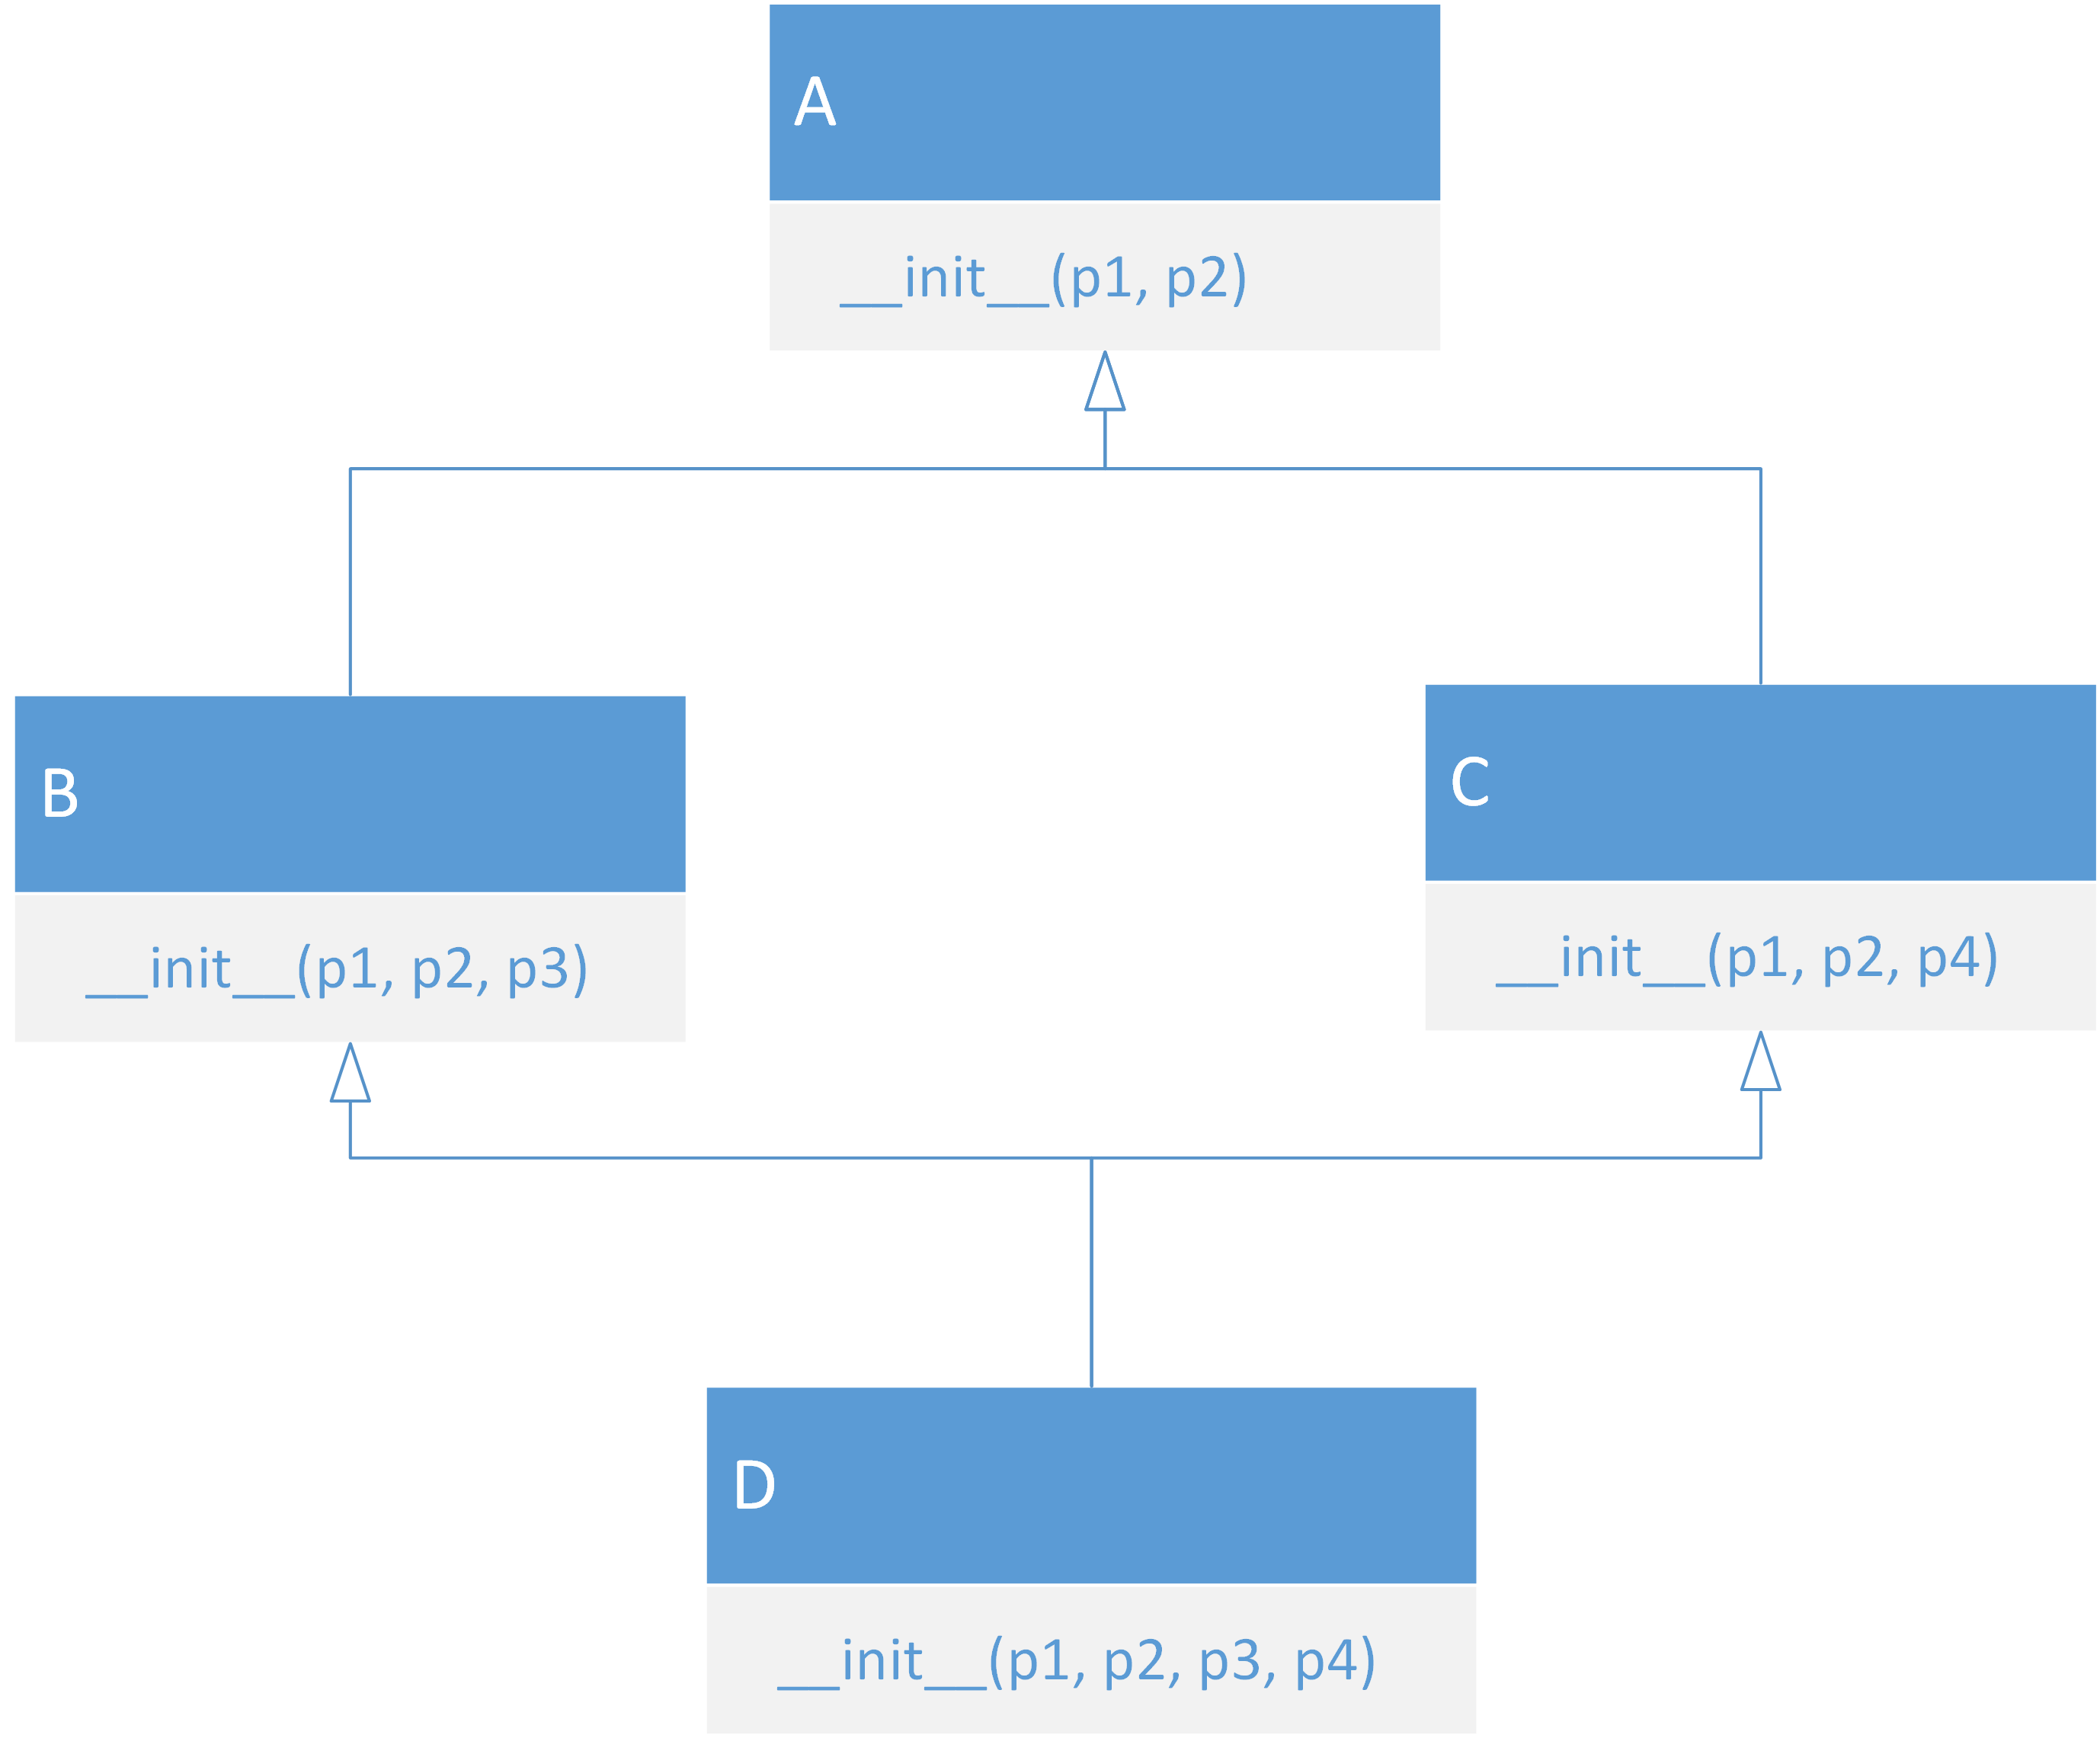 A
__init__(p1, p2)
B
__init__(p1, p2, p3)
C
__init__(p1, p2, p4)
D
__init__(p1, p2, p3, p4)